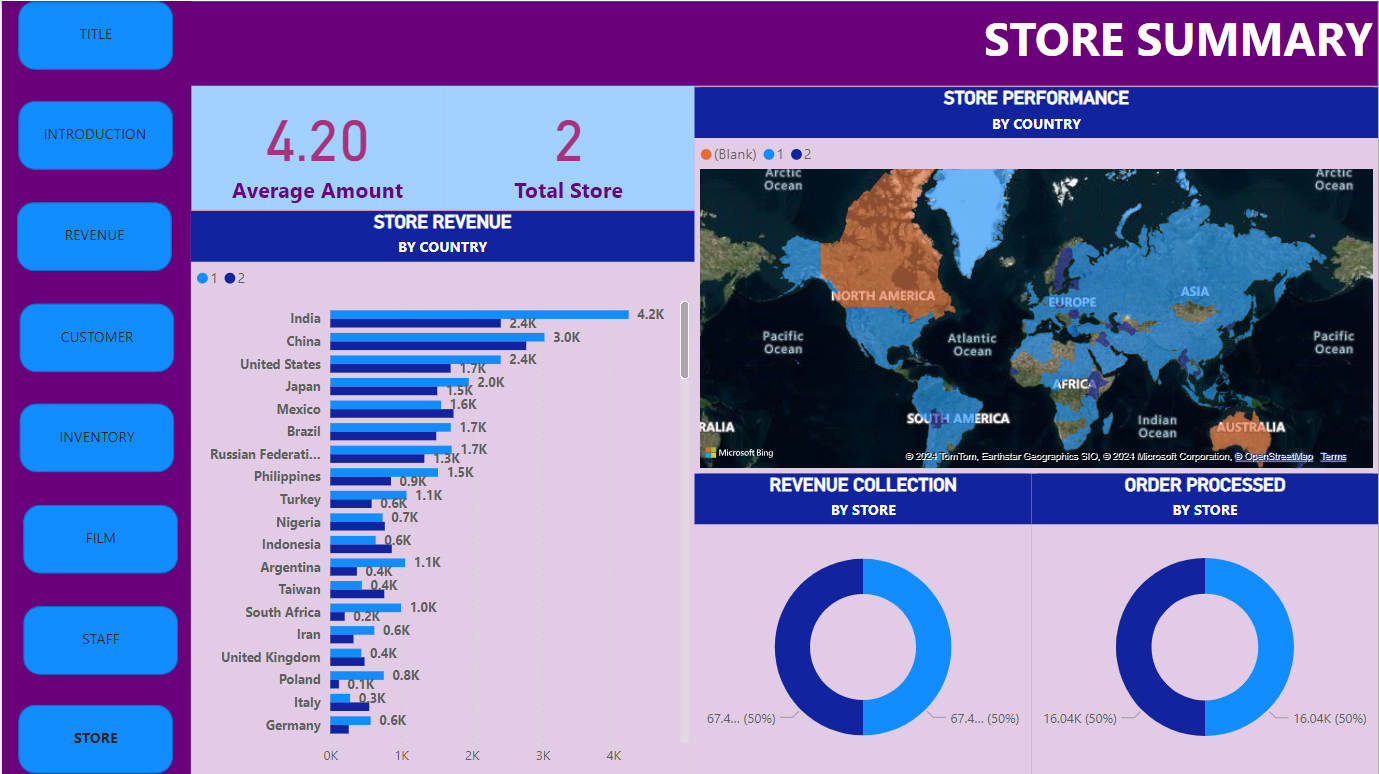 TITLE
INTRODUCTION
REVENUE
CUSTOMER
INVENTORY
FILM
STAFF
STORE
STORE SUMMARY
4.20
Average Amount
2
Total Store
STORE REVENUE
BY COUNTRY
1 2
India 4.2K
2.4K
China 3.0K
United States 2.4K
1.7K
Japan 2.0K
1.5K
Mexico 1.6K
Brazil 1.7K
Russian Federati... 1.7K
1.3K
Philippines 1.5K
0.9K
Turkey 1.1K
0.6K
Nigeria 0.7K
Indonesia 0.6K
Argentina 1.1K
0.4K
Taiwan 0.4K
South Africa 1.0K
0.2K
Iran 0.6K
United Kingdom 0.4K
Poland 0.8K
0.1K
Italy 0.3K
Germany 0.6K
0K 1K 2K 3K 4K
STORE PERFORMANCE
BY COUNTRY
(Blank) 1 2
Arctic
Ocean
Arctic
Ocean
NORTH AMERICA
EUROPE
ASIA
Pacific
Ocean
Atlantic
Ocean
Pacific
Ocean
AFRICA
SOUTH AMERICA
Indian
Ocean
RALIA
AUSTRALIA
Microsoft Bing
© 2024 TomTom, Earthstar Geographics SIO, © 2024 Microsoft Corporation, © OpenStreetMap Terms
REVENUE COLLECTION
BY STORE
67.4... (50%)
67.4... (50%)
ORDER PROCESSED
BY STORE
16.04K (50%)
16.04K (50%)